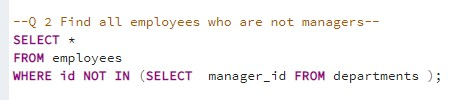 --Q 2 Find all employees who are not managers--
SELECT *
FROM employees
WHERE id NOT IN (SELECT  manager_id FROM departments );